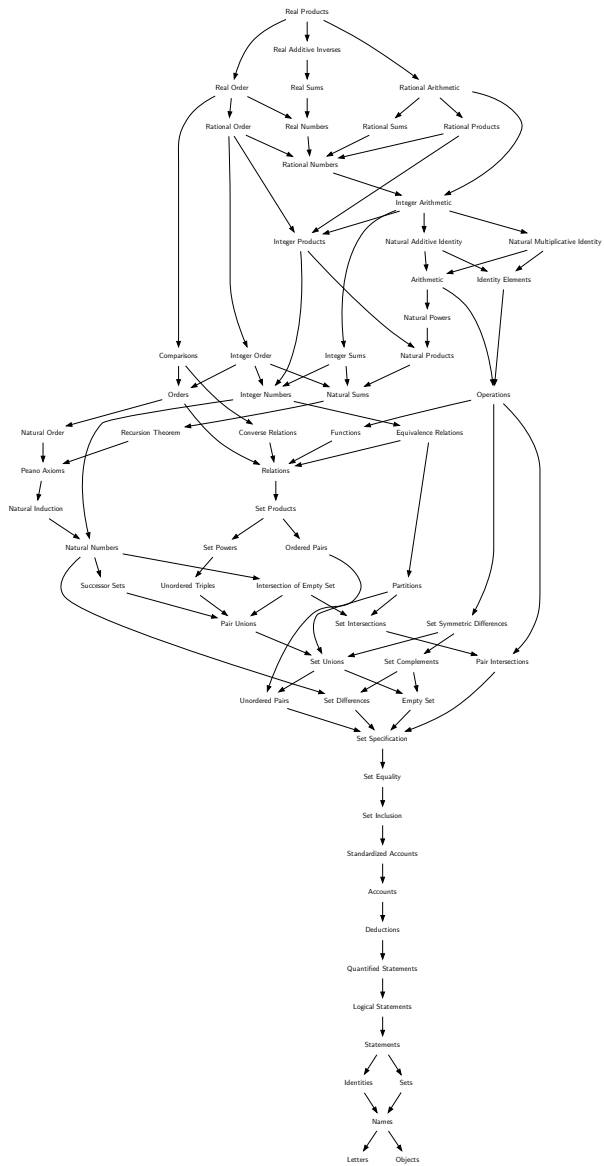 Real Products
Real Additive Inverses
Real Order
Real Sums
Rational Arithmetic
Rational Order
Real Numbers
Rational Sums
Rational Products
Rational Numbers
Integer Arithmetic
Integer Products
Natural Additive Identity
Natural Multiplicative Identity
Arithmetic
Identity Elements
Natural Powers
Comparisons
Integer Order
Integer Sums
Natural Products
Orders
Integer Numbers
Natural Sums
Operations
Natural Order
Recursion Theorem
Converse Relations
Functions
Equivalence Relations
Peano Axioms
Relations
Natural Induction
Set Products
Natural Numbers
Set Powers
Ordered Pairs
Successor Sets
Unordered Triples
Intersection of Empty Set
Partitions
Pair Unions
Set Intersections
Set Symmetric Differences
Set Unions
Set Complements
Pair Intersections
Unordered Pairs
Set Differences
Empty Set
Set Specification
Set Equality
Set Inclusion
Standardized Accounts
Accounts
Deductions
Quantified Statements
Logical Statements
Statements
Identities
Sets
Names
Letters
Objects